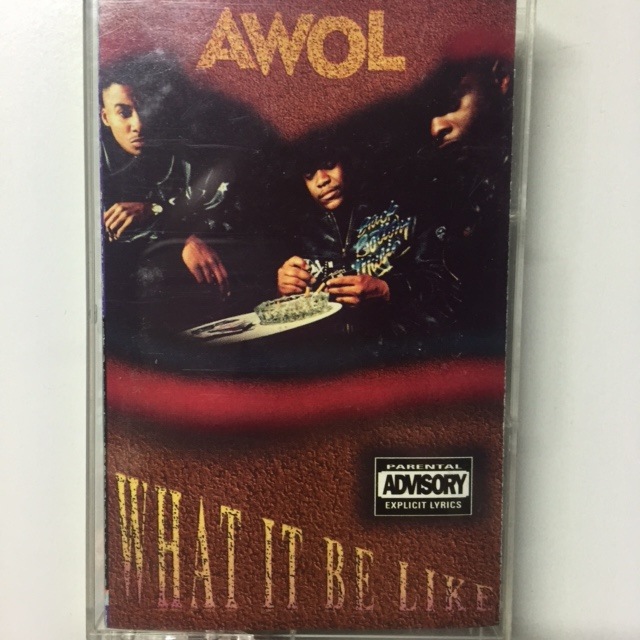 AWOL
PARENTAL
ADVISORY
EXPLICIT LYRICS
WHAT IT BE LIKE